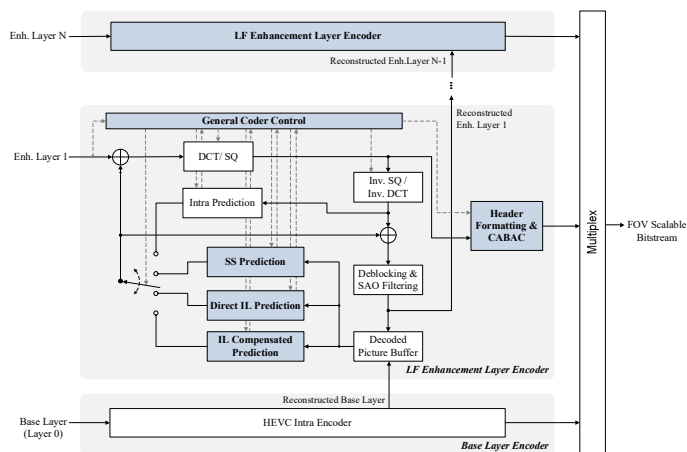 Enh. Layer N
LF Enhancement Layer Encoder
Reconstructed Enh.Layer N-1
...
General Coder Control
Reconstructed
Enh. Layer 1
Enh. Layer 1
DCT/ SQ
Inv. SQ /
Inv. DCT
Intra Prediction
Header
Formatting &
CABAC
Multiplex
FOV Scalable
Bitstream
SS Prediction
Deblocking &
SAO Filtering
Direct IL Prediction
IL Compensated
Prediction
Decoded
Picture Buffer
LF Enhancement Layer Encoder
Reconstructed Base Layer
Base Layer
(Layer 0)
HEVC Intra Encoder
Base Layer Encoder